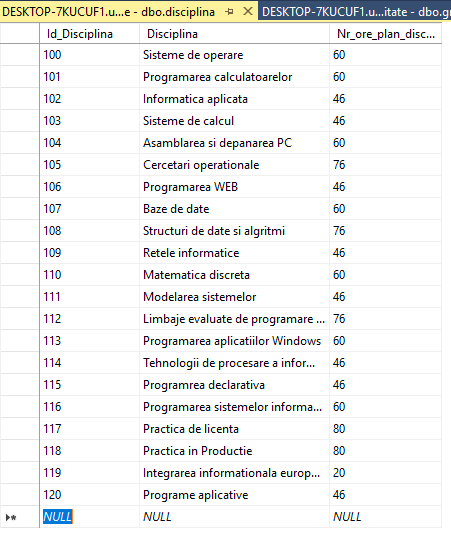 DESKTOP-7KUCUF1.u...e - dbo.disciplina DESKTOP-7KUCUF1.u...itate - dbo.gr
Id_Disciplina Disciplina Nr_ore_plan_disc...
100 Sisteme de operare 60
101 Programarea calculatoarelor 60
102 Informatica aplicata 46
103 Sisteme de calcul 46
104 Asamblarea si depanarea PC 60
105 Cercetari operationale 76
106 Programarea WEB 46
107 Baze de date 60
108 Structuri de date si algritmi 76
109 Retele informatice 46
110 Matematica discreta 60
111 Modelarea sistemelor 46
112 Limbaje evaluate de programare ... 76
113 Programarea aplicatiilor Windows 60
114 Tehnologii de procesare a infor... 46
115 Programrea declarativa 46
116 Programarea sistemelor informa... 60
117 Practica de licenta 80
118 Practica in Productie 80
119 Integrarea informationala europ... 20
120 Programe aplicative 46
NULL NULL NULL